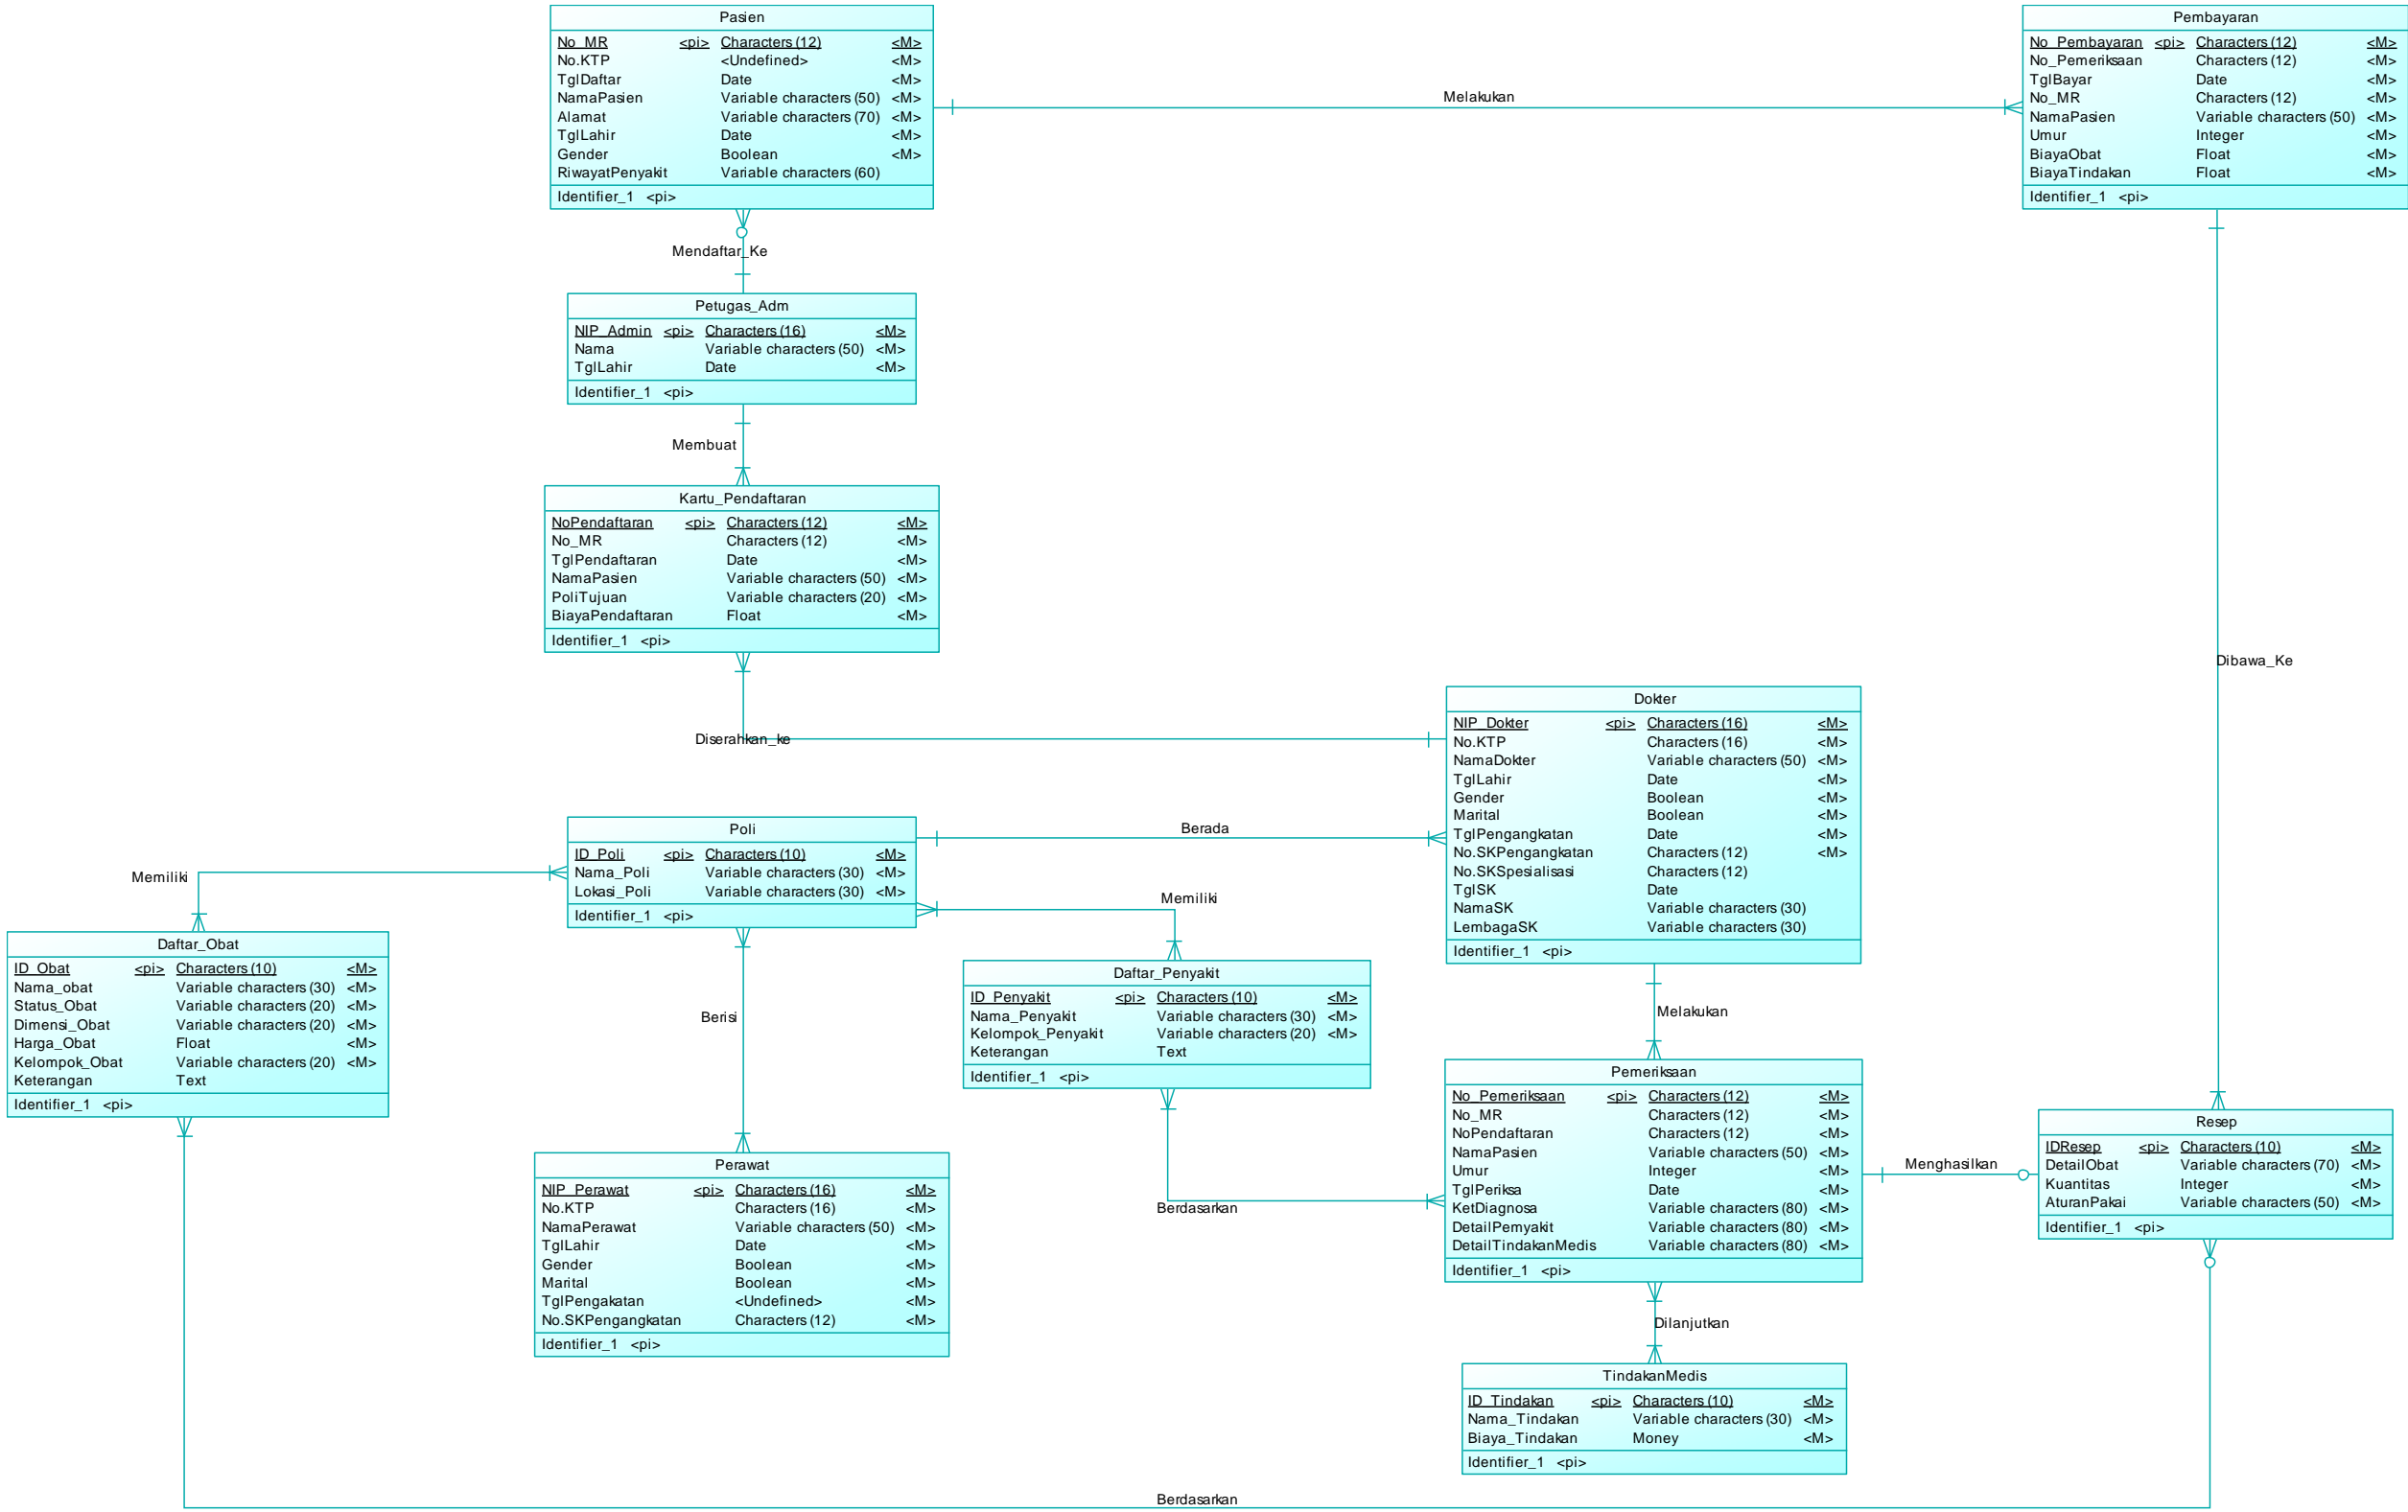 Pasien
No_MR <pi> Characters (12) <M>
No.KTP <Undefined> <M>
TglDaftar Date <M>
NamaPasien Variable characters (50) <M>
Alamat Variable characters (70) <M>
TglLahir Date <M>
Gender Boolean <M>
RiwayatPenyakit Variable characters (60)
Identifier_1 <pi>
Melakukan
Pembayaran
No_Pembayaran <pi> Characters (12) <M>
No_Pemeriksaan Characters (12) <M>
TglBayar Date <M>
No_MR Characters (12) <M>
NamaPasien Variable characters (50) <M>
Umur Integer <M>
BiayaObat Float <M>
BiayaTindakan Float <M>
Identifier_1 <pi>
Mendaftar_Ke
Petugas_Adm
NIP_Admin <pi> Characters (16) <M>
Nama Variable characters (50) <M>
TglLahir Date <M>
Identifier_1 <pi>
Membuat
Kartu_Pendaftaran
NoPendaftaran <pi> Characters (12) <M>
No_MR Characters (12) <M>
TglPendaftaran Date <M>
NamaPasien Variable characters (50) <M>
PoliTujuan Variable characters (20) <M>
BiayaPendaftaran Float <M>
Identifier_1 <pi>
Dibawa_Ke
Diserahkan_ke
Dokter
NIP_Dokter <pi> Characters (16) <M>
No.KTP Characters (16) <M>
NamaDokter Variable characters (50) <M>
TglLahir Date <M>
Gender Boolean <M>
Marital Boolean <M>
TglPengangkatan Date <M>
No.SKPengangkatan Characters (12) <M>
No.SKSpesialisasi Characters (12)
TglSK Date
NamaSK Variable characters (30)
LembagaSK Variable characters (30)
Identifier_1 <pi>
Poli
ID_Poli <pi> Characters (10) <M>
Nama_Poli Variable characters (30) <M>
Lokasi_Poli Variable characters (30) <M>
Identifier_1 <pi>
Berada
Memiliki
Memiliki
Daftar_Obat
ID_Obat <pi> Characters (10) <M>
Nama_obat Variable characters (30) <M>
Status_Obat Variable characters (20) <M>
Dimensi_Obat Variable characters (20) <M>
Harga_Obat Float <M>
Kelompok_Obat Variable characters (20) <M>
Keterangan Text
Identifier_1 <pi>
Berisi
Daftar_Penyakit
ID_Penyakit <pi> Characters (10) <M>
Nama_Penyakit Variable characters (30) <M>
Kelompok_Penyakit Variable characters (20) <M>
Keterangan Text
Identifier_1 <pi>
Melakukan
Pemeriksaan
No_Pemeriksaan <pi> Characters (12) <M>
No_MR Characters (12) <M>
NoPendaftaran Characters (12) <M>
NamaPasien Variable characters (50) <M>
Umur Integer <M>
TglPeriksa Date <M>
KetDiagnosa Variable characters (80) <M>
DetailPemyakit Variable characters (80) <M>
DetailTindakanMedis Variable characters (80) <M>
Identifier_1 <pi>
Menghasilkan
Resep
IDResep <pi> Characters (10) <M>
DetailObat Variable characters (70) <M>
Kuantitas Integer <M>
AturanPakai Variable characters (50) <M>
Identifier_1 <pi>
Perawat
NIP_Perawat <pi> Characters (16) <M>
No.KTP Characters (16) <M>
NamaPerawat Variable characters (50) <M>
TglLahir Date <M>
Gender Boolean <M>
Marital Boolean <M>
TglPengakatan <Undefined> <M>
No.SKPengangkatan Characters (12) <M>
Identifier_1 <pi>
Berdasarkan
Dilanjutkan
TindakanMedis
ID_Tindakan <pi> Characters (10) <M>
Nama_Tindakan Variable characters (30) <M>
Biaya_Tindakan Money <M>
Identifier_1 <pi>
Berdasarkan